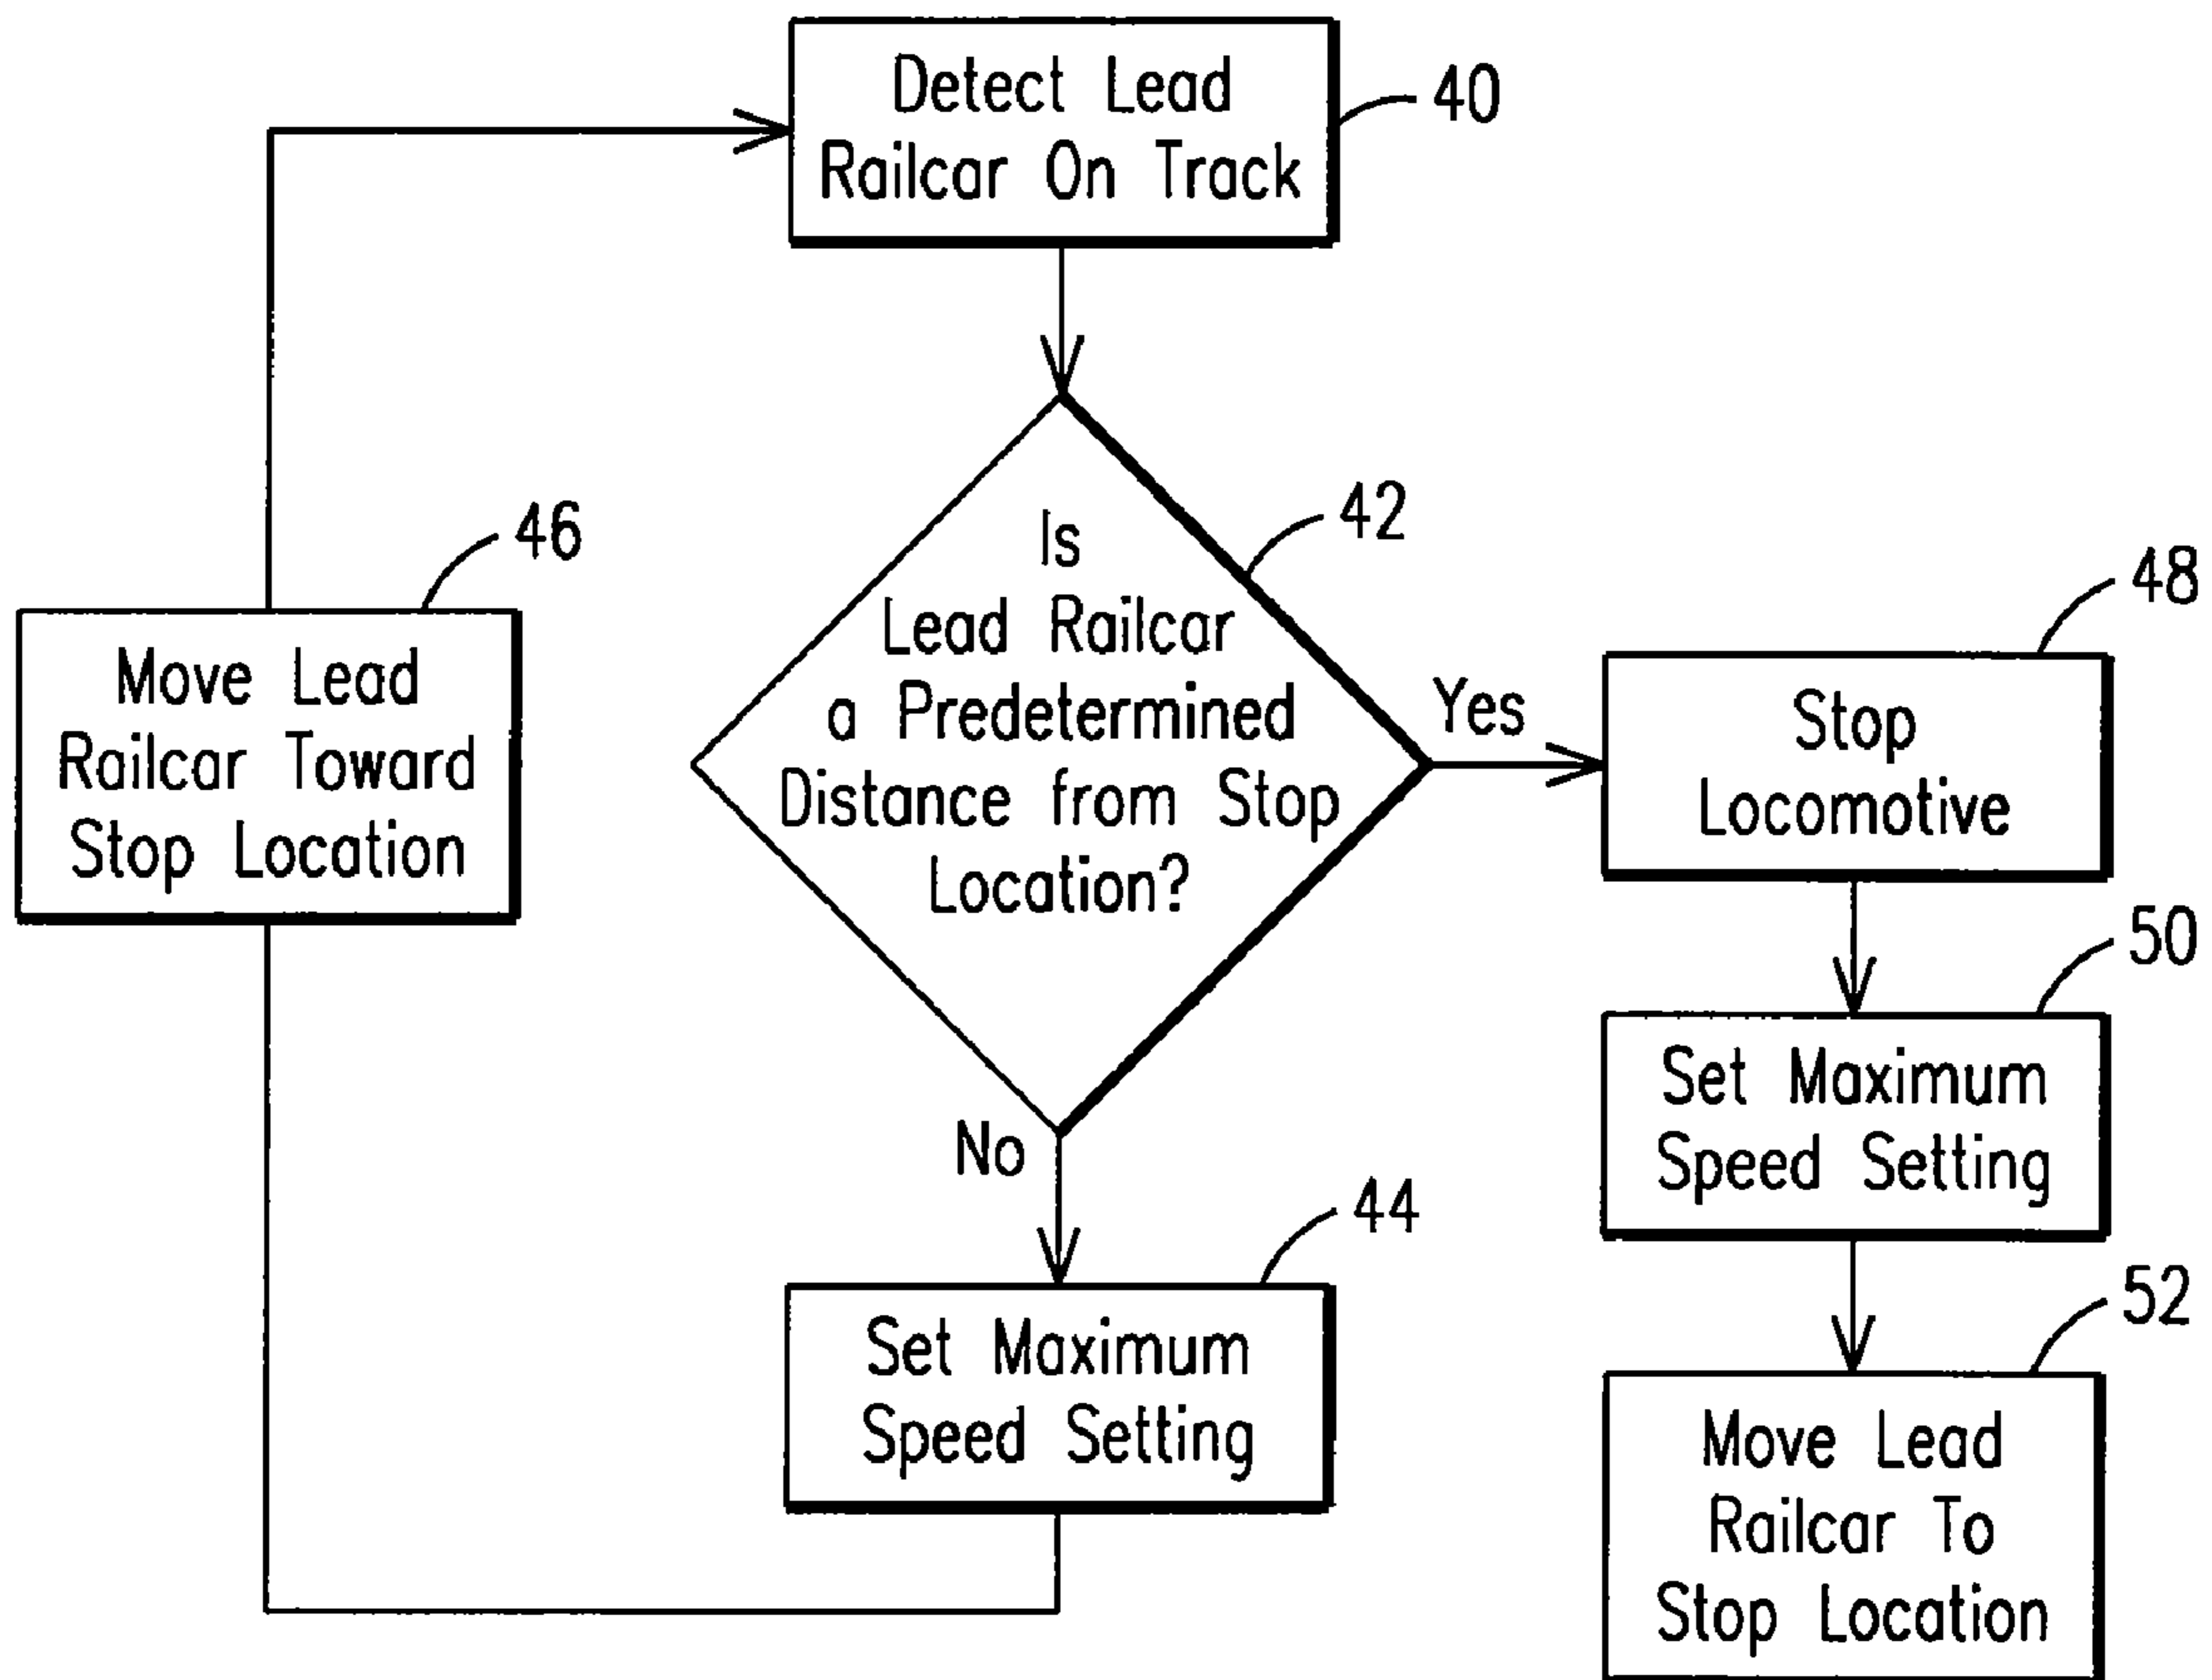 Detect Lead
Railcar On Track
40
Is
Lead Railcar
a Predetermined
Distance from Stop
Location?
42
Yes
No
46
Move Lead
Railcar Toward
Stop Location
48
Stop
Locomotive
50
Set Maximum
Speed Setting
44
Set Maximum
Speed Setting
52
Move Lead
Railcar To
Stop Location